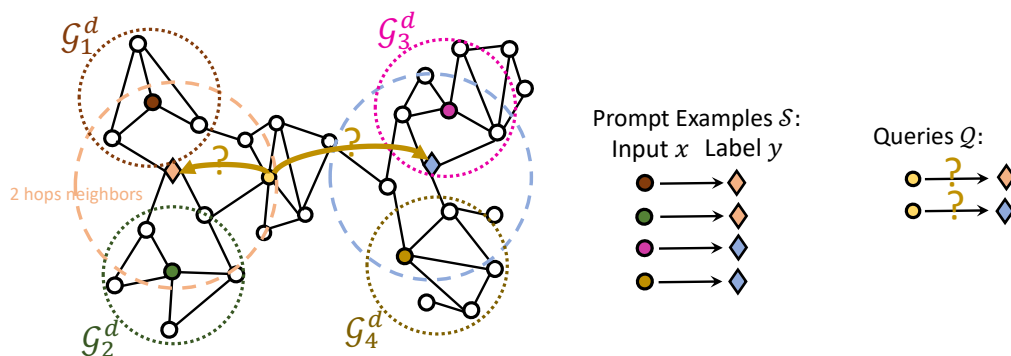 𝒢₁ᵈ
𝒢₃ᵈ
? ?
2 hops neighbors
𝒢₂ᵈ
𝒢₄ᵈ
Prompt Examples 𝒮:
Input x Label y
Queries 𝒬:
?
?